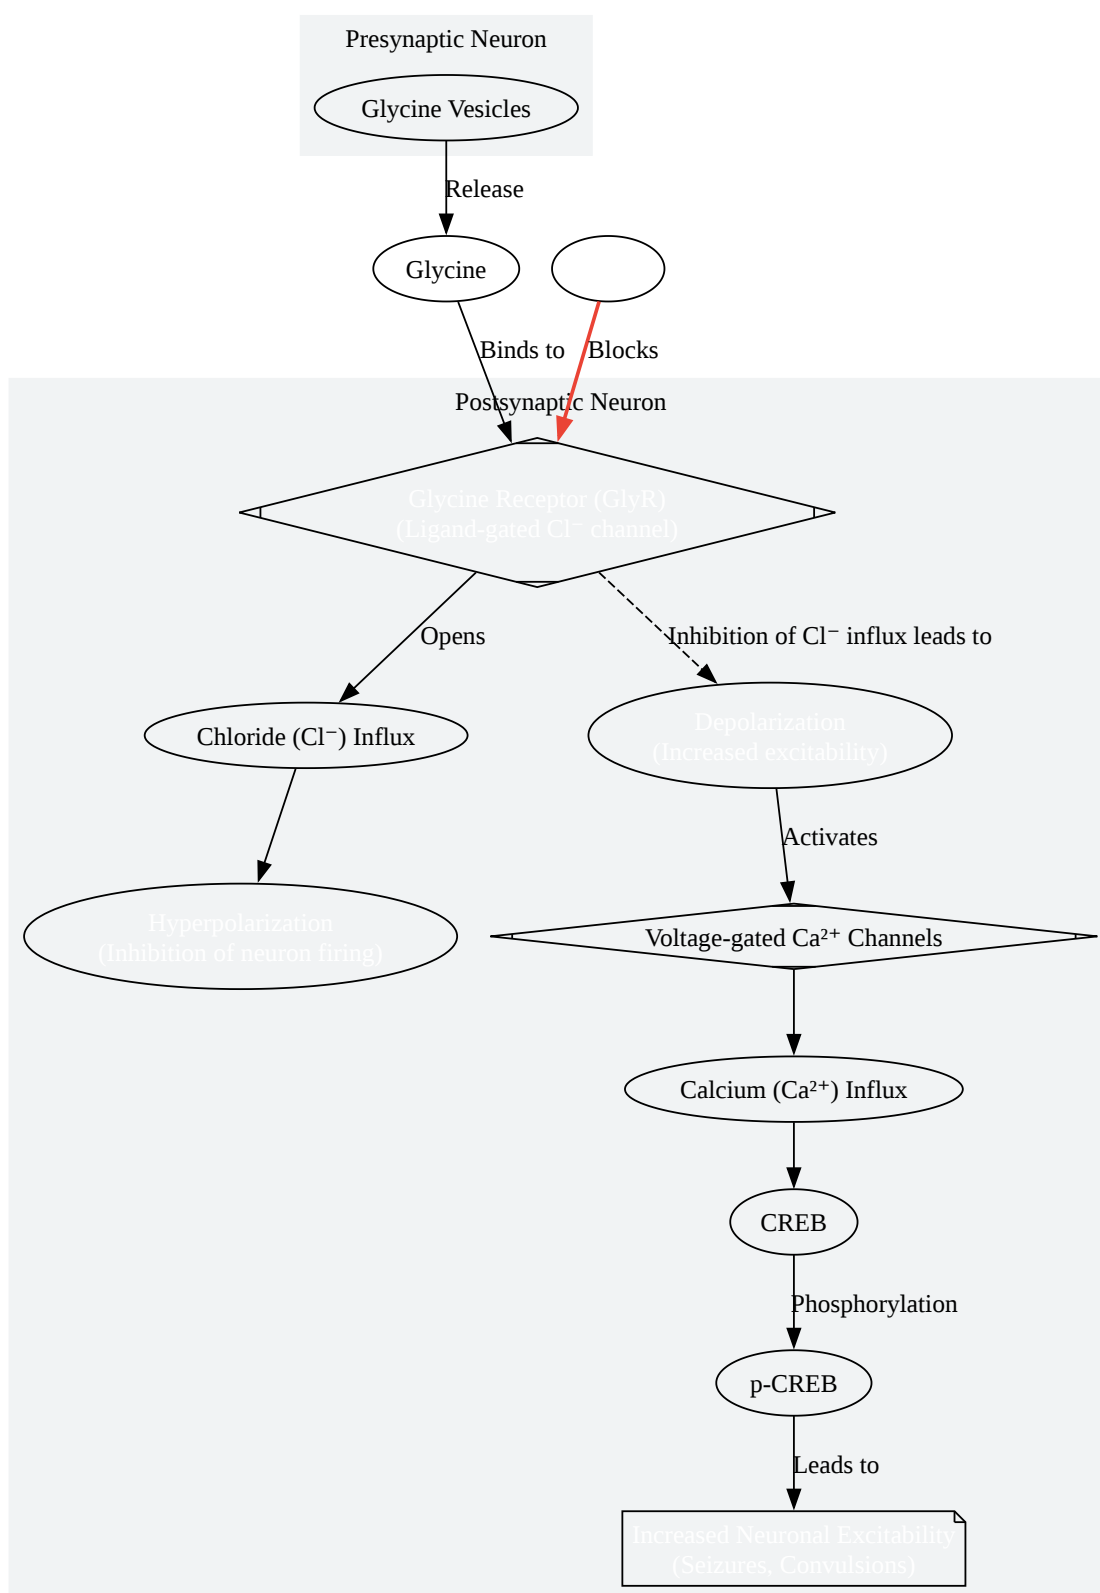 Presynaptic Neuron
Glycine Vesicles
Release
Glycine
Binds to
Blocks
Postsynaptic Neuron
Glycine Receptor (GlyR)
(Ligand-gated Cl⁻ channel)
Opens
Inhibition of Cl⁻ influx leads to
Chloride (Cl⁻) Influx
Depolarization
(Increased excitability)
Activates
Hyperpolarization
(Inhibition of neuron firing)
Voltage-gated Ca²⁺ Channels
Calcium (Ca²⁺) Influx
CREB
Phosphorylation
p-CREB
Leads to
Increased Neuronal Excitability
(Seizures, Convulsions)